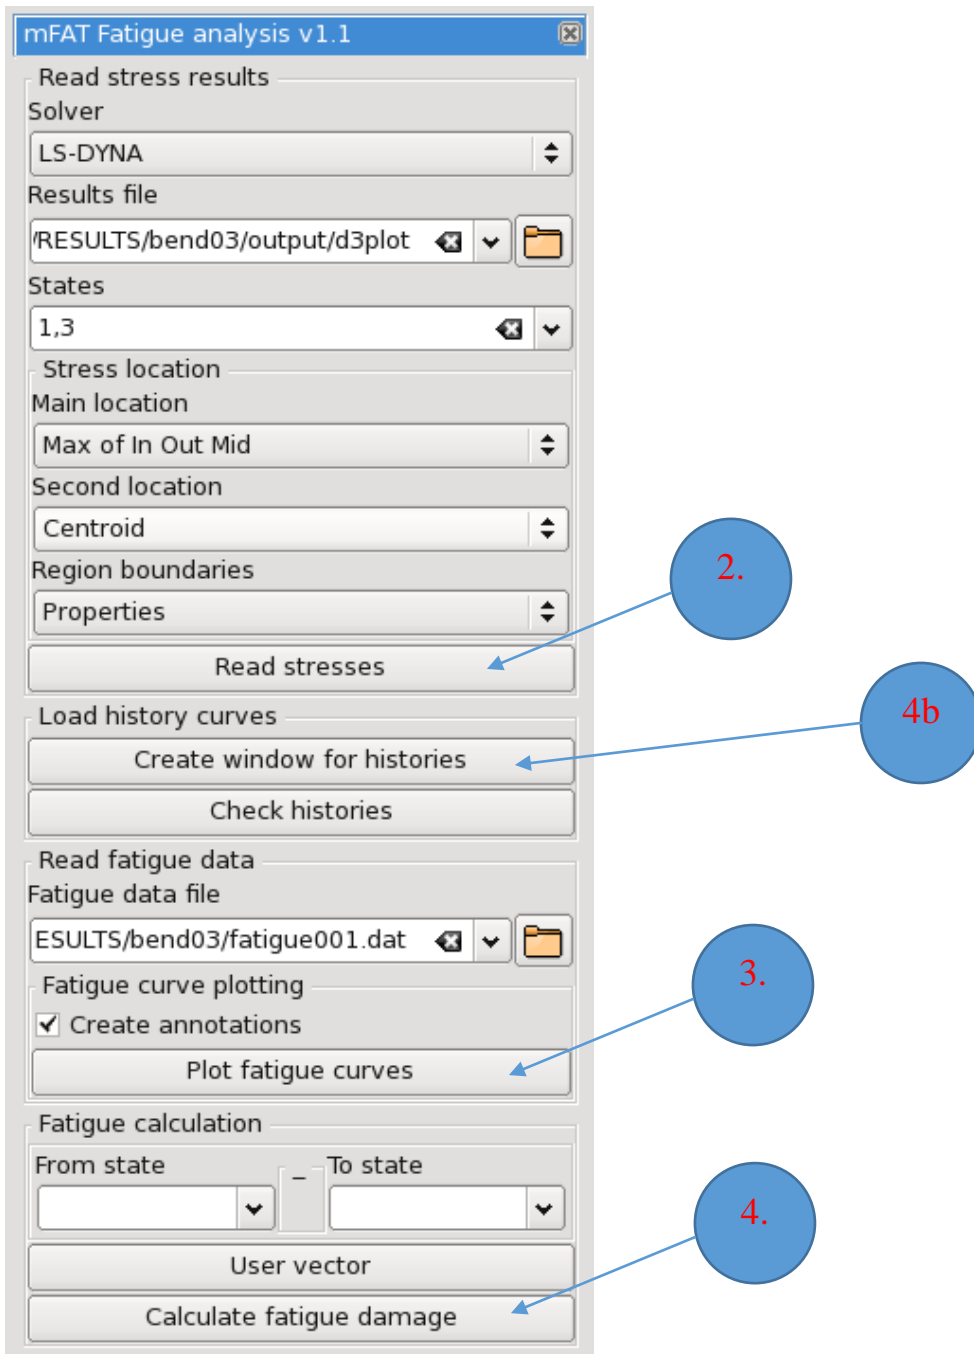 mFAT Fatigue analysis v1.1
Read stress results
Solver
LS-DYNA
Results file
/RESULTS/bend03/output/d3plot
States
1,3
Stress location
Main location
Max of In Out Mid
Second location
Centroid
2.
Region boundaries
Properties
Read stresses
4b
Load history curves
Create window for histories
Check histories
Read fatigue data
Fatigue data file
ESULTS/bend03/fatigue001.dat
3.
Fatigue curve plotting
Create annotations
Plot fatigue curves
Fatigue calculation
From state _ To state
4.
User vector
Calculate fatigue damage